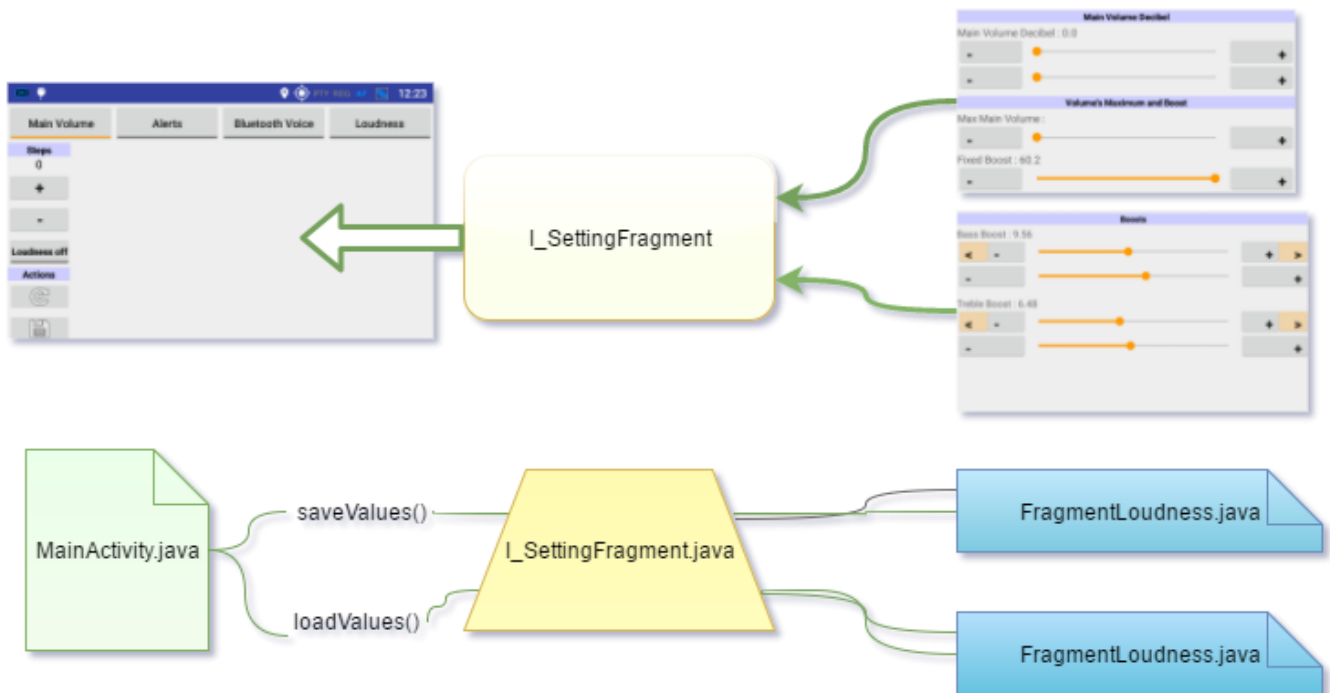 12:23
Main Volume Alerts Bluetooth Voice Loudness
Steps
0
+
-
Loudness off
Actions
I_SettingFragment
Main Volume Decibel
Main Volume Decibel : 0.0
- +
- +
Volume's Maximum and Boost
Max Main Volume :
- +
Fixed Boost : 60.2
- +
Boosts
Bass Boost : 9.56
< - + >
- +
Treble Boost : 6.48
< - + >
- +
MainActivity.java
saveValues()
loadValues()
I_SettingFragment.java
FragmentLoudness.java
FragmentLoudness.java